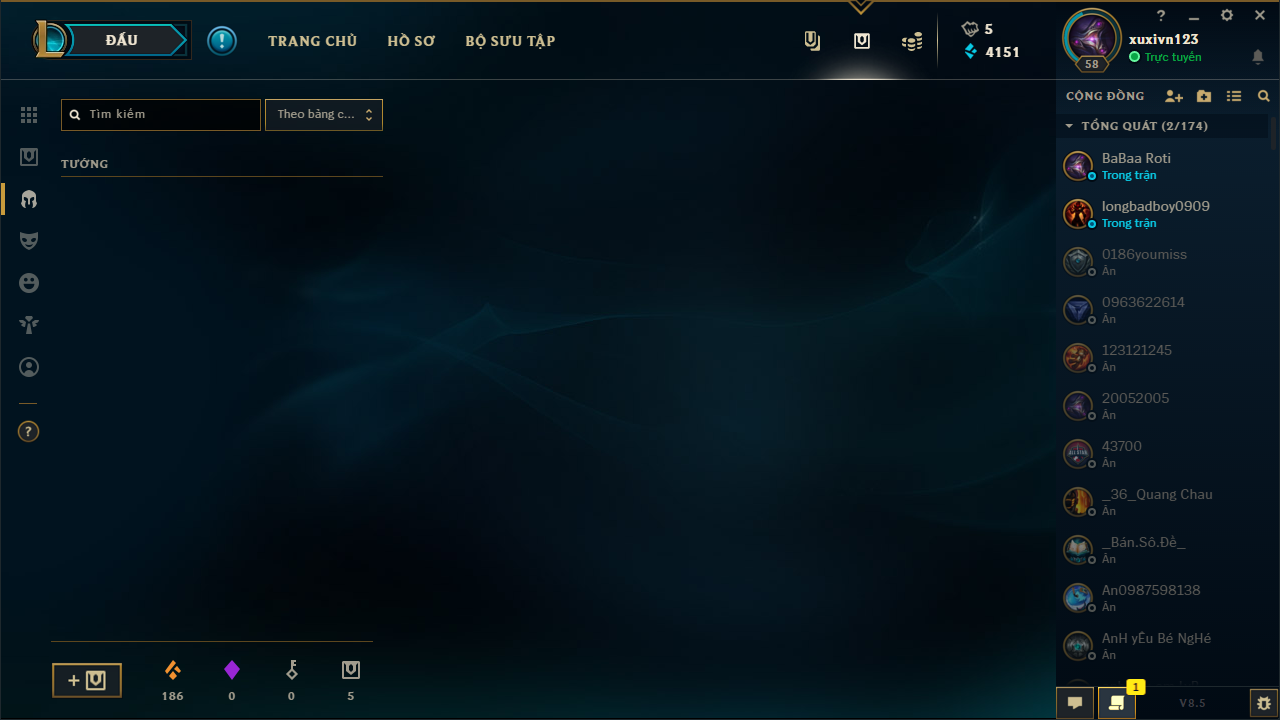 ĐẤU
TRANG CHỦ
HỒ SƠ
BỘ SƯU TẬP
5
4151
58
xuxivn123
Trực tuyến
Tìm kiếm
Theo bảng c...
TƯỚNG
186
0
0
5
CỘNG ĐỒNG
TỔNG QUÁT (2/174)
BaBaa Roti
Trong trận
longbadboy0909
Trong trận
0186youmiss
Ẩn
0963622614
Ẩn
123121245
Ẩn
20052005
Ẩn
43700
Ẩn
_36_Quang Chau
Ẩn
_Bán.Sô.Đề_
Ẩn
An0987598138
Ẩn
AnH yÊu Bé NgHé
Ẩn
1
V8.5